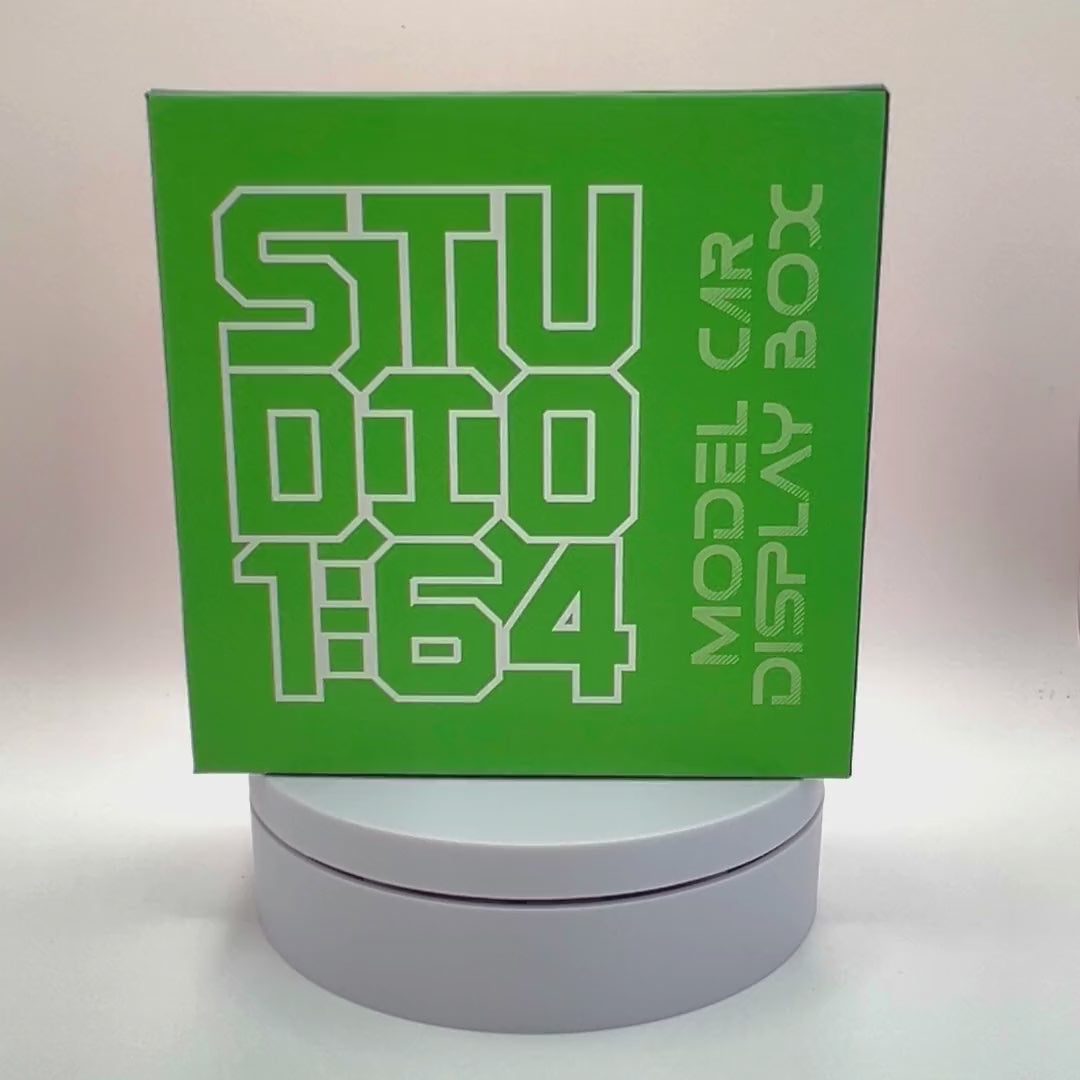 STU
DIO
1:64
MODEL CAR
DISPLAY BOX